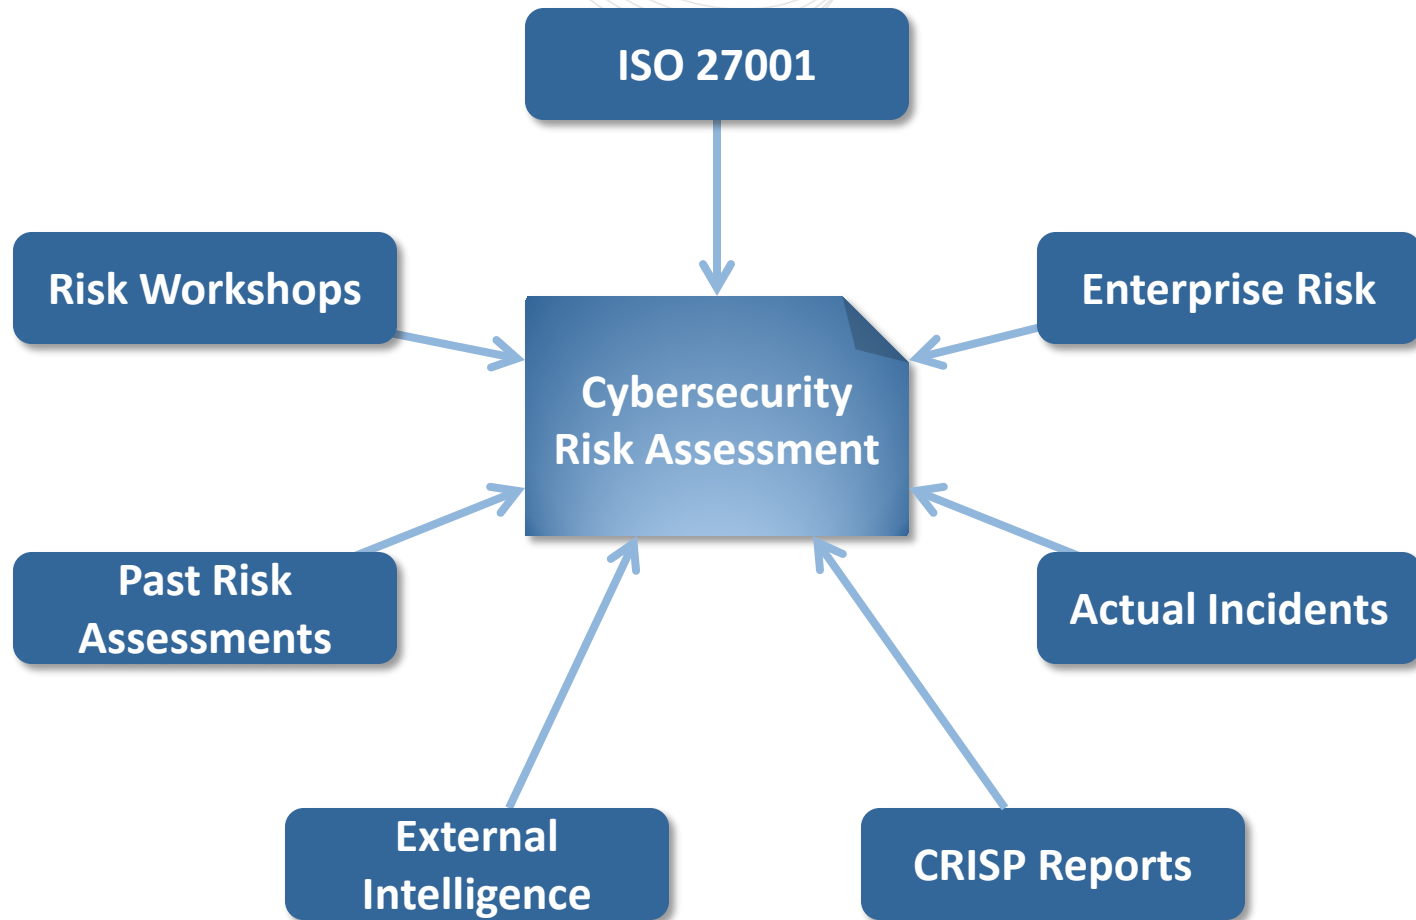 ISO 27001
Risk Workshops
Enterprise Risk
Cybersecurity
Risk Assessment
Past Risk
Assessments
Actual Incidents
External
Intelligence
CRISP Reports